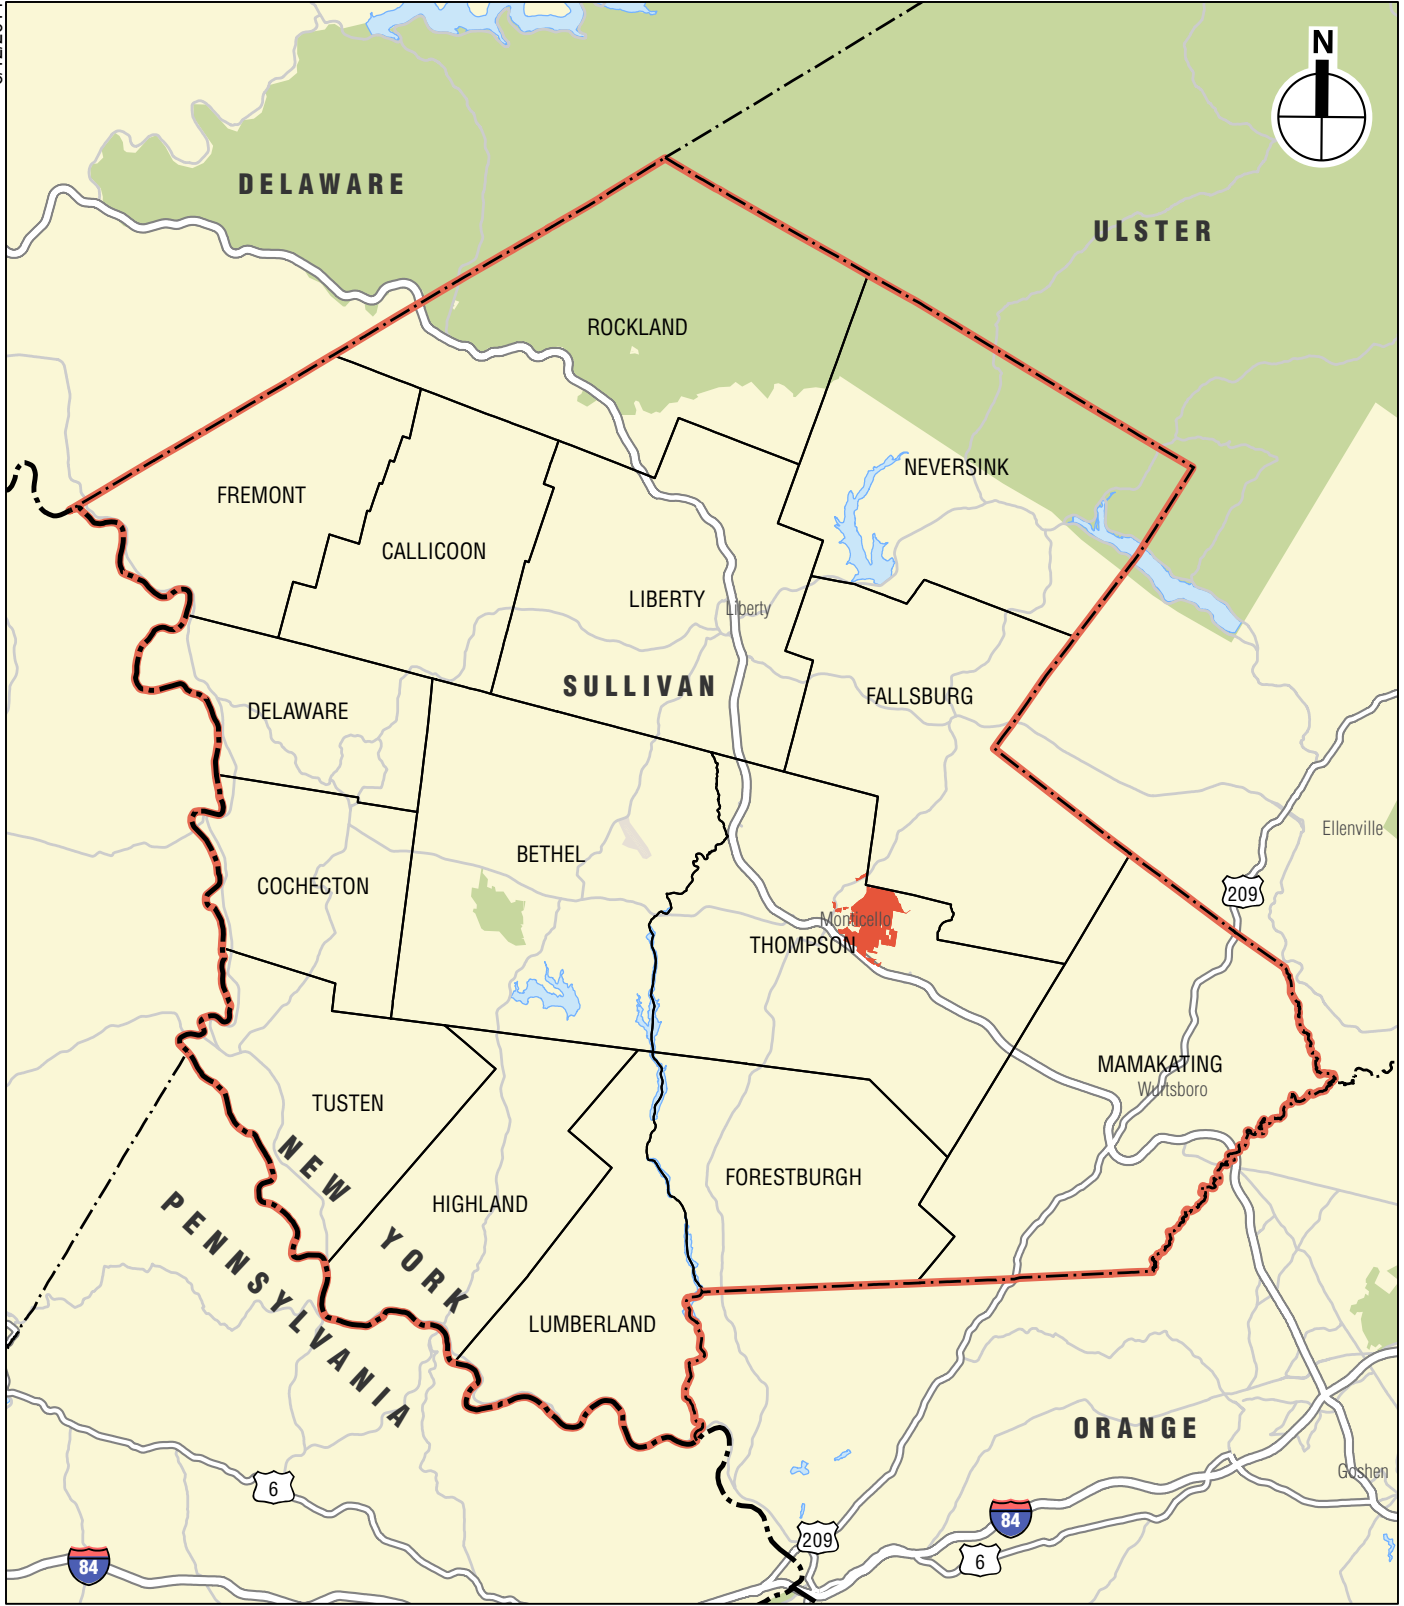 N
DELAWARE
ULSTER
ROCKLAND
NEVERSINK
FREMONT
CALLICOON
LIBERTY
Liberty
SULLIVAN
FALLSBURG
DELAWARE
Ellenville
BETHEL
COCHECTON
209
Monticello
THOMPSON
MAMAKATING
Wurtsboro
TUSTEN
FORESTBURGH
HIGHLAND
NEW YORK
PENNSYLVANIA
LUMBERLAND
ORANGE
Goshen
6
84
209
6
84